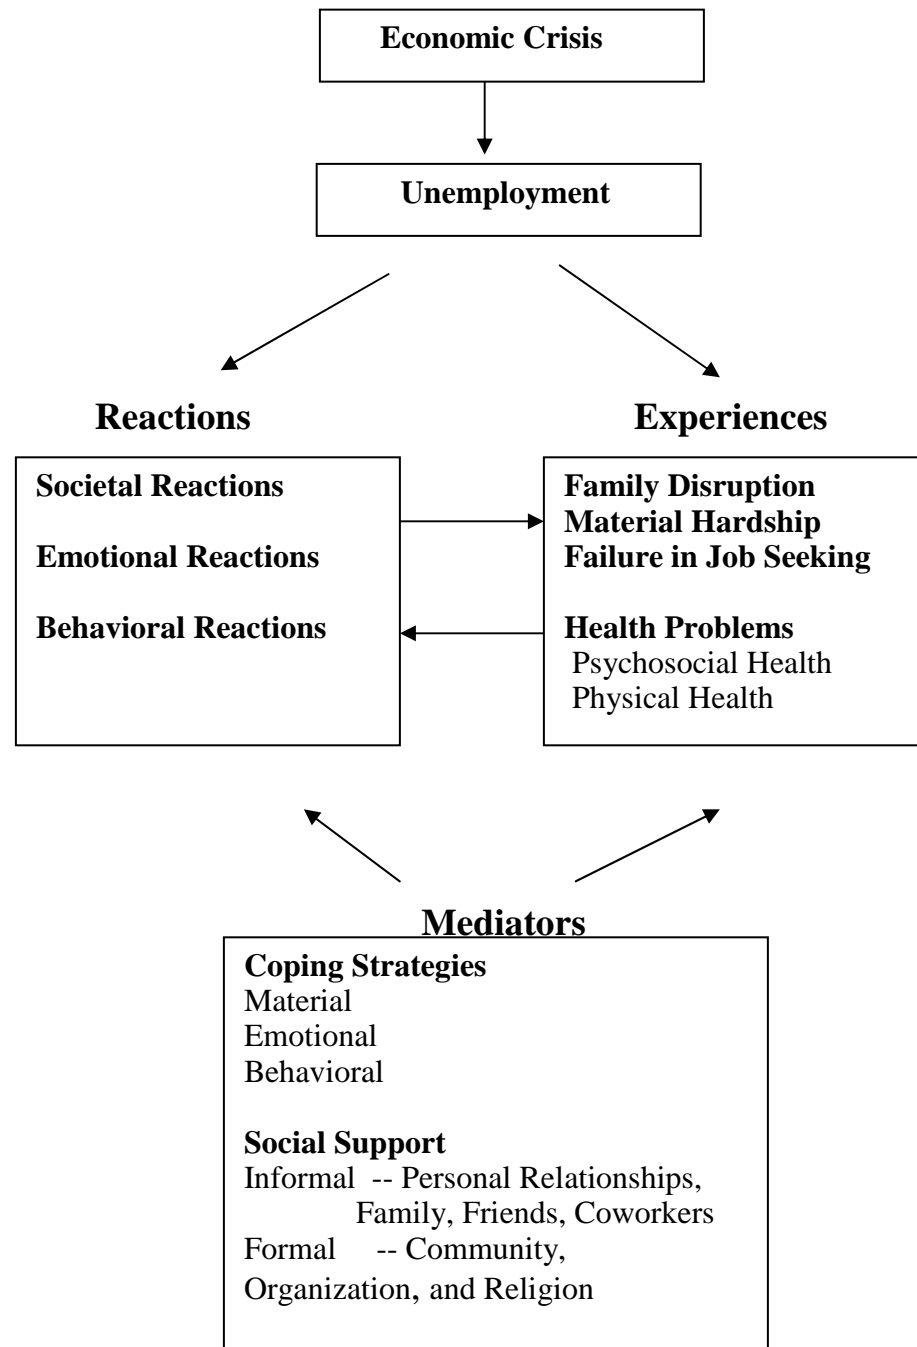 Economic Crisis
Unemployment
Reactions
Societal Reactions
Emotional Reactions
Behavioral Reactions
Experiences
Family Disruption
Material Hardship
Failure in Job Seeking
Health Problems
Psychosocial Health
Physical Health
Mediators
Coping Strategies
Material
Emotional
Behavioral
Social Support
Informal -- Personal Relationships,
Family, Friends, Coworkers
Formal -- Community,
Organization, and Religion